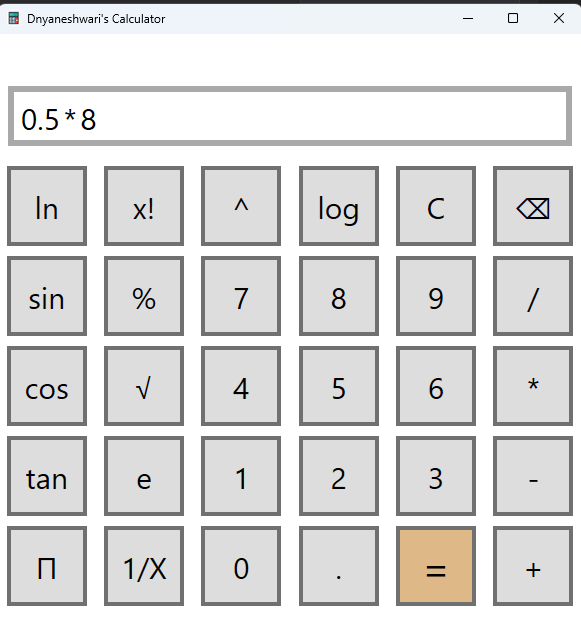 Dnyaneshwari's Calculator
0.5*8
ln x! ^ log C ⌫
sin % 7 8 9 /
cos √ 4 5 6 *
tan e 1 2 3 -
Π 1/X 0 . = +